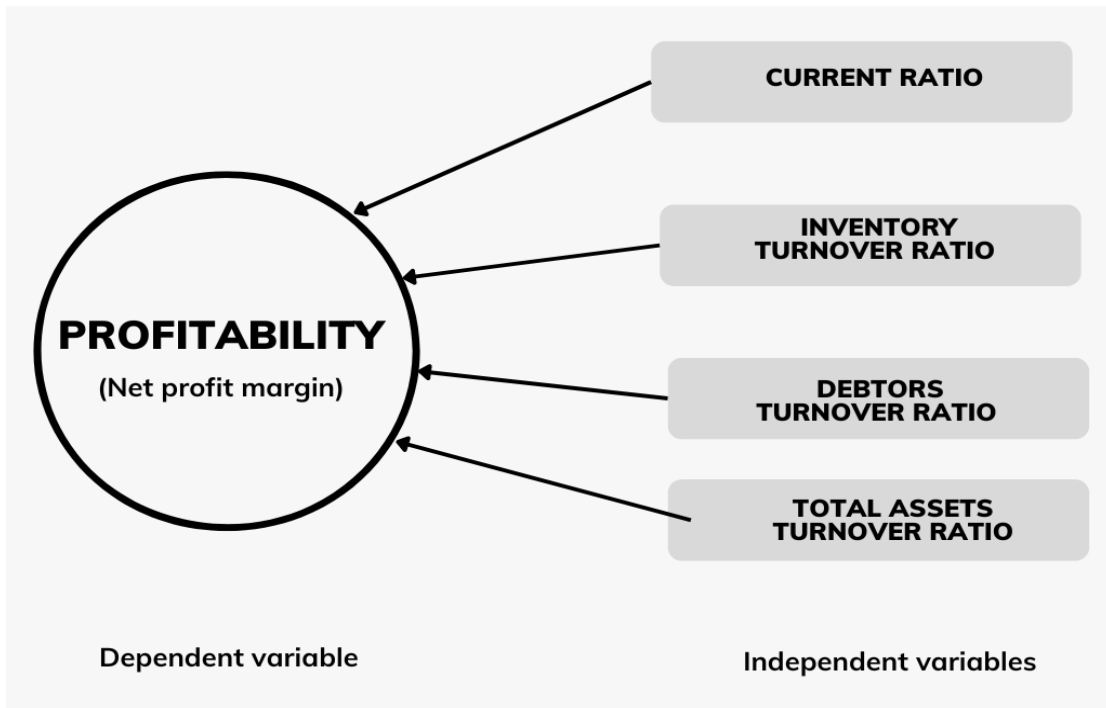 CURRENT RATIO
INVENTORY
TURNOVER RATIO
PROFITABILITY
(Net profit margin)
DEBTORS
TURNOVER RATIO
TOTAL ASSETS
TURNOVER RATIO
Dependent variable
Independent variables